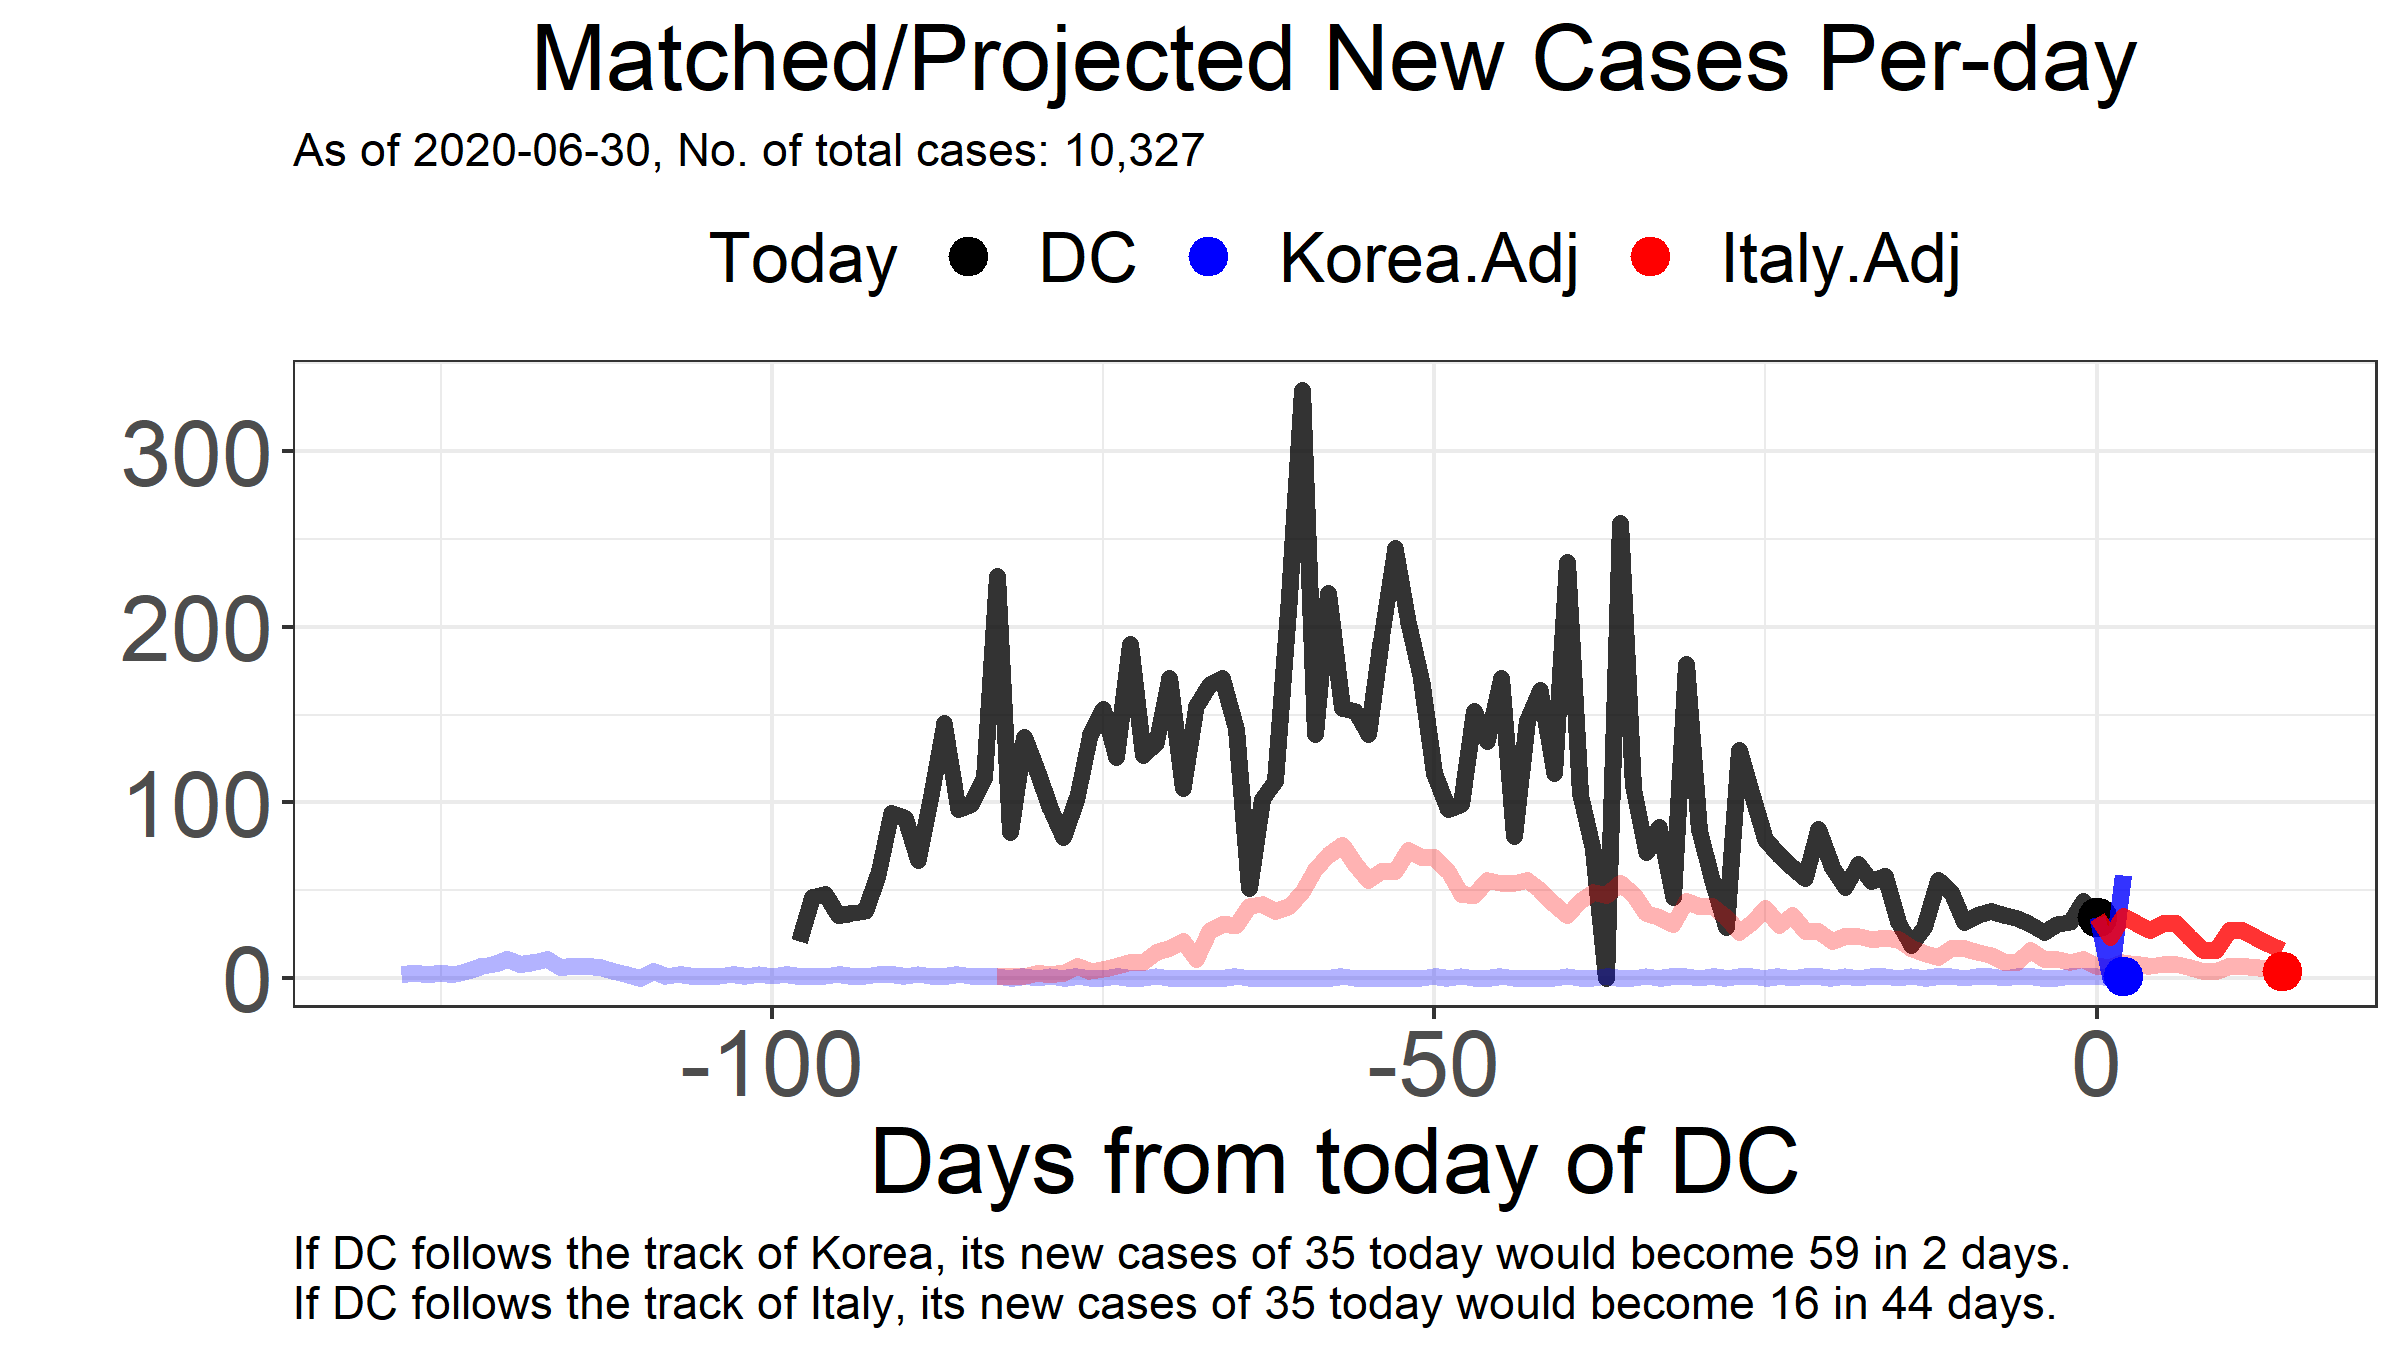 Matched/Projected New Cases Per-day
As of 2020-06-30, No. of total cases: 10,327
Today DC Korea.Adj Italy.Adj
300
200
100
0
-100 -50 0
Days from today of DC
If DC follows the track of Korea, its new cases of 35 today would become 59 in 2 days.
If DC follows the track of Italy, its new cases of 35 today would become 16 in 44 days.